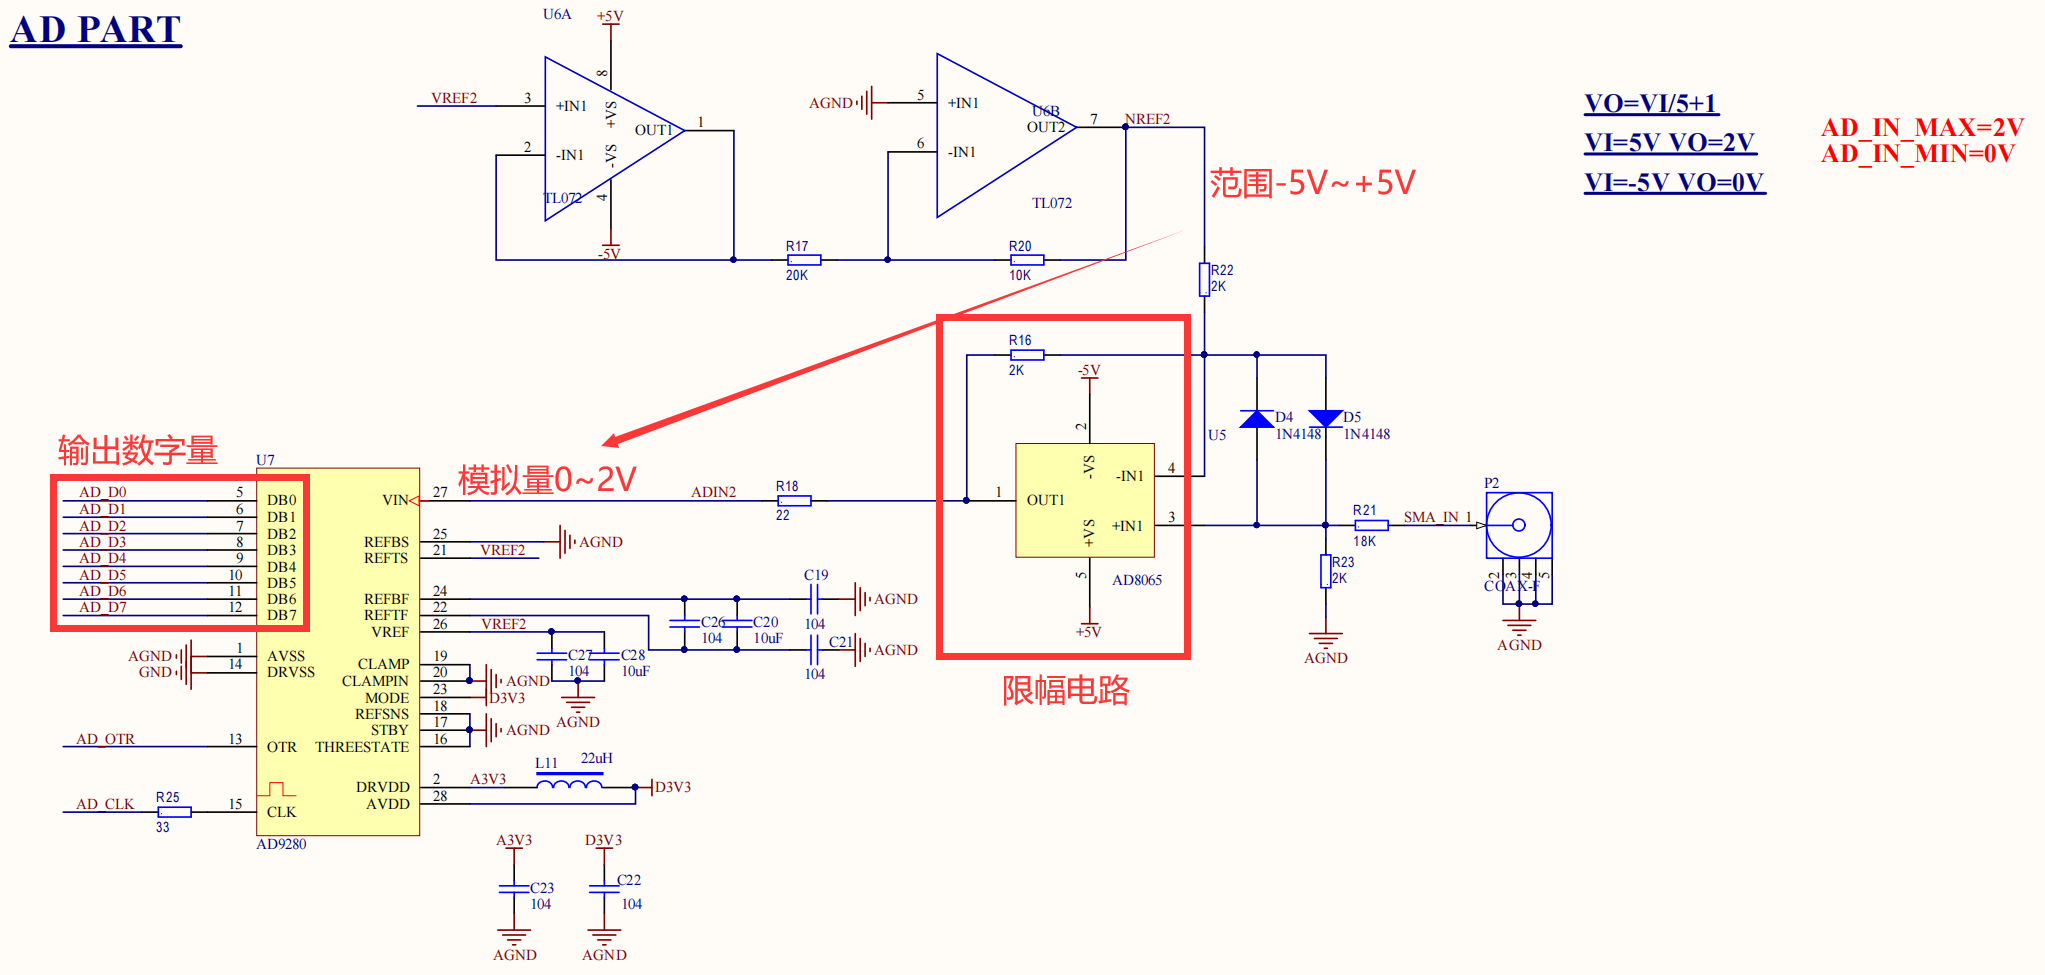 AD PART
U6A
+5V
8
VREF2
3
+IN1
+VS
OUT1
1
2
-IN1
-VS
TL072
4
-5V
AGND
5
+IN1
U6B
OUT2
7
NREF2
6
-IN1
TL072
R17
20K
R20
10K
VO=VI/5+1
VI=5V VO=2V
VI=-5V VO=0V
AD_IN_MAX=2V
AD_IN_MIN=0V
范围-5V~+5V
R22
2K
R16
2K
-5V
2
-VS
-IN1
4
U5
OUT1
1
+IN1
3
+VS
5
AD8065
+5V
限幅电路
D4
1N4148
D5
1N4148
R21
18K
SMA_IN
1
P2
R23
2K
AGND
COAX-F
2
3
4
5
AGND
输出数字量
模拟量0~2V
ADIN2
R18
22
U7
AD_D0
5
DB0
AD_D1
6
DB1
AD_D2
7
DB2
AD_D3
8
DB3
AD_D4
9
DB4
AD_D5
10
DB5
AD_D6
11
DB6
AD_D7
12
DB7
AGND
1
AVSS
GND
14
DRVSS
AD_OTR
13
OTR
AD_CLK
R25
33
15
CLK
AD9280
VIN
27
REFBS
25
AGND
REFTS
21
VREF2
REFBF
24
REFTF
22
VREF
26
VREF2
CLAMP
19
CLAMPIN
20
AGND
MODE
23
D3V3
REFSNS
18
STBY
17
AGND
THREESTATE
16
DRVDD
2
A3V3
AVDD
28
L11
22uH
D3V3
C27
104
C28
10uF
AGND
C26
104
C20
10uF
C19
104
AGND
C21
104
AGND
A3V3
C23
104
AGND
D3V3
C22
104
AGND